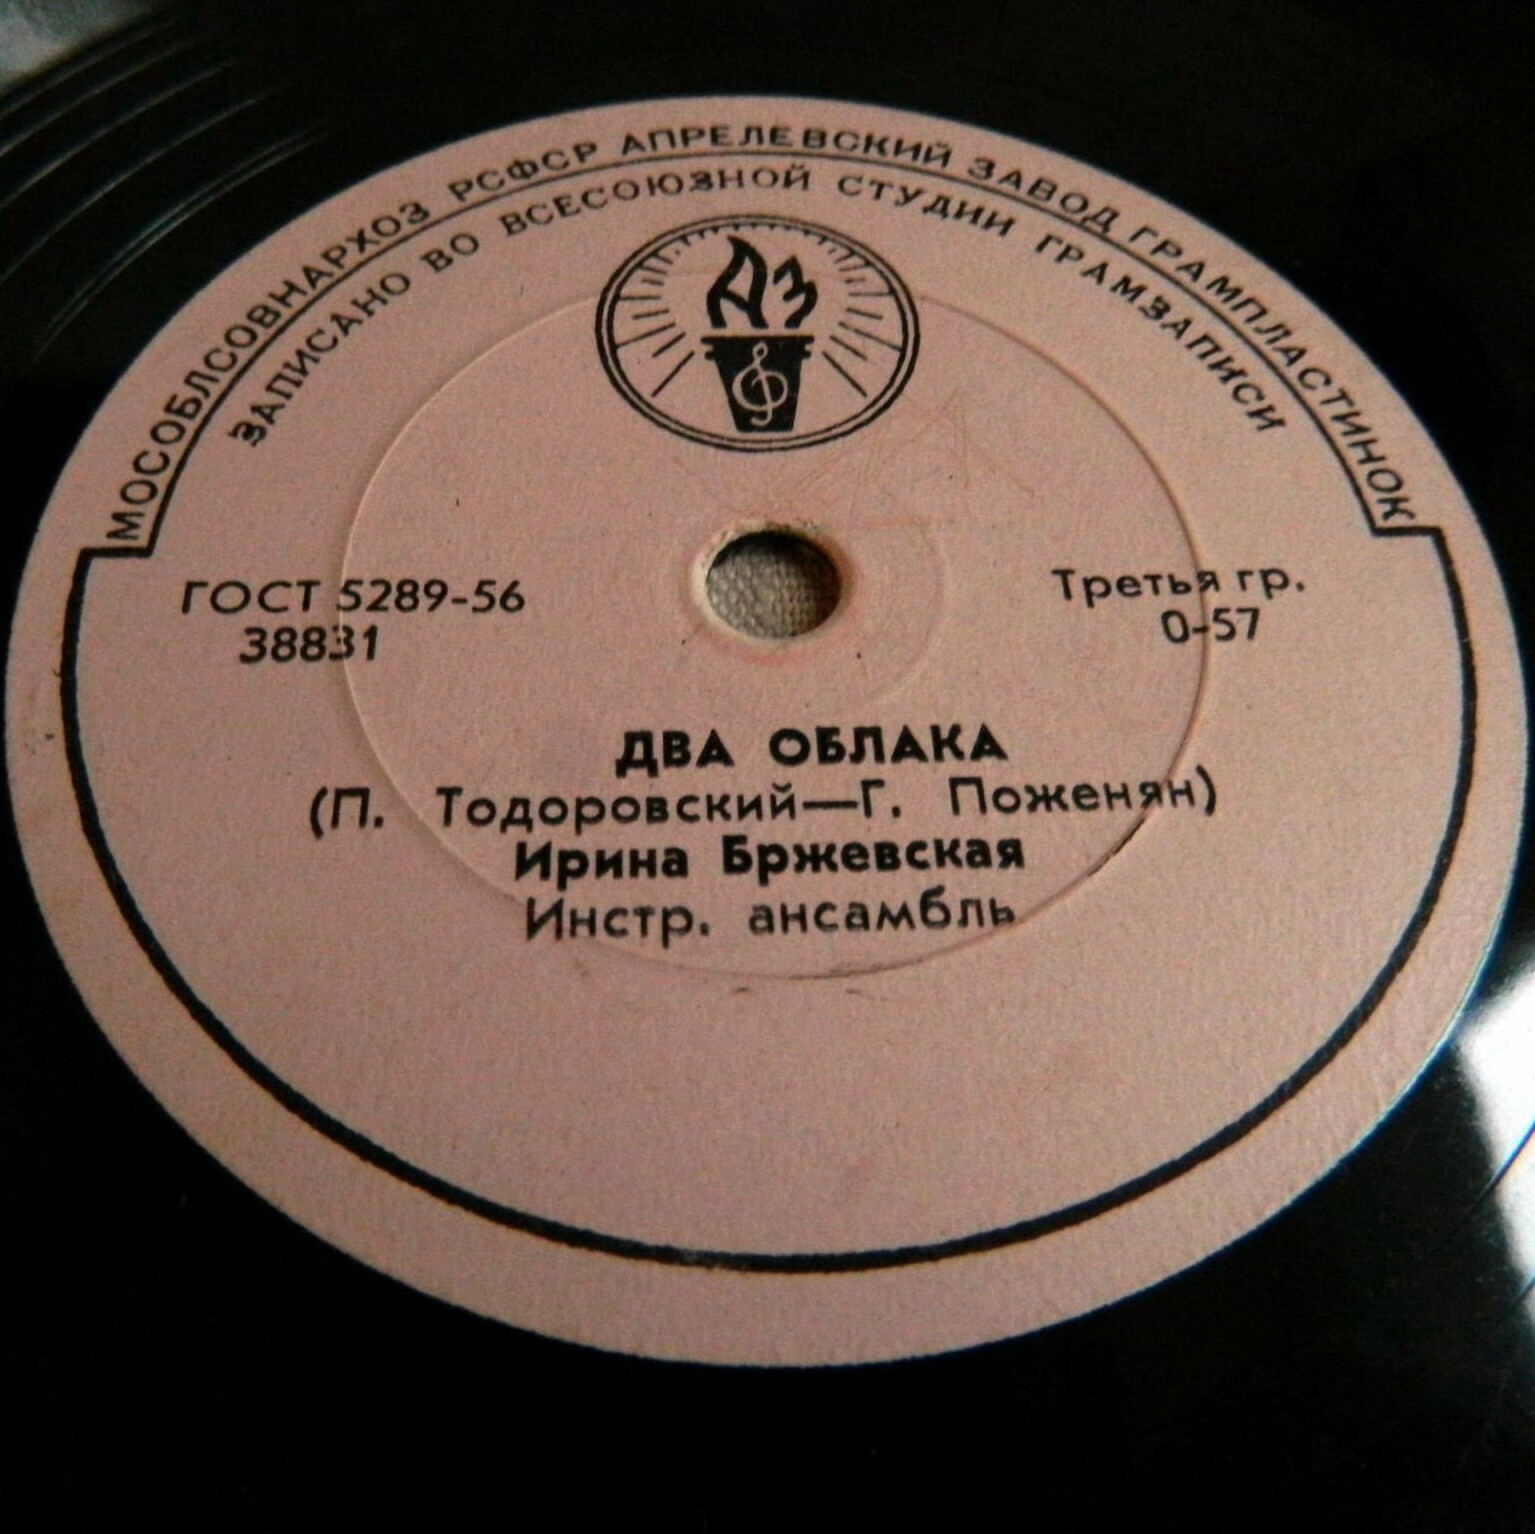 МОСОБЛСОВНАРХОЗ РСФСР АПРЕЛЕВСКИЙ ЗАВОД ГРАМПЛАСТИНОК
ЗАПИСАНО ВО ВСЕСОЮЗНОЙ СТУДИИ ГРАМЗАПИСИ
АЗ
ГОСТ 5289-56
38831
Третья гр.
0-57
ДВА ОБЛАКА
(П. Тодоровский—Г. Поженян)
Ирина Бржевская
Инстр. ансамбль